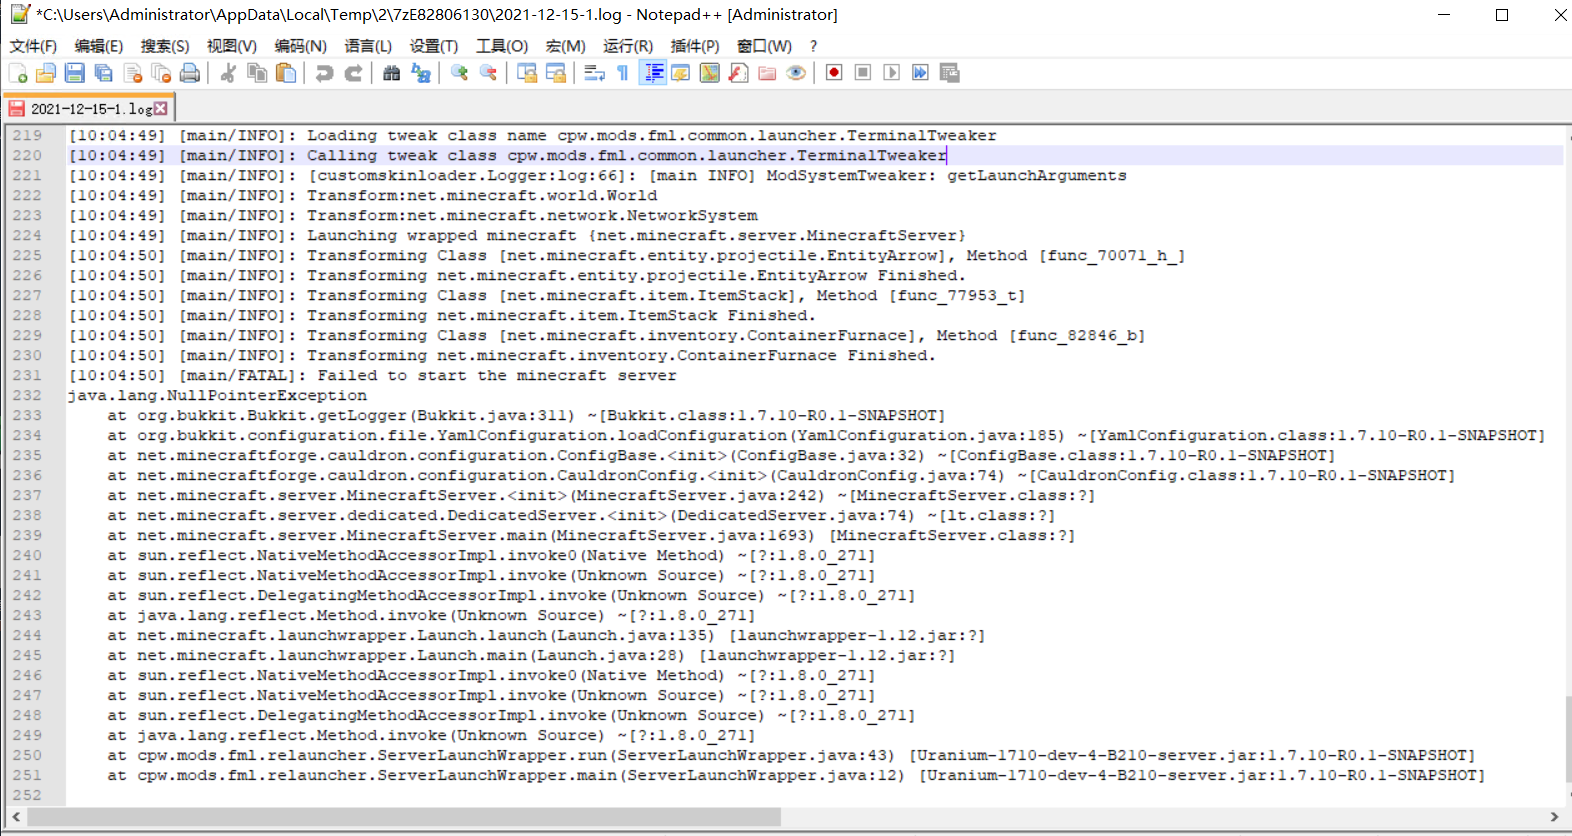 *C:\Users\Administrator\AppData\Local\Temp\2\7zE82806130\2021-12-15-1.log - Notepad++ [Administrator]
文件(F) 编辑(E) 搜索(S) 视图(V) 编码(N) 语言(L) 设置(T) 工具(O) 宏(M) 运行(R) 插件(P) 窗口(W) ?
2021-12-15-1.log
219 [10:04:49] [main/INFO]: Loading tweak class name cpw.mods.fml.common.launcher.TerminalTweaker
220 [10:04:49] [main/INFO]: Calling tweak class cpw.mods.fml.common.launcher.TerminalTweaker
221 [10:04:49] [main/INFO]: [customskinloader.Logger:log:66]: [main INFO] ModSystemTweaker: getLaunchArguments
222 [10:04:49] [main/INFO]: Transform:net.minecraft.world.World
223 [10:04:49] [main/INFO]: Transform:net.minecraft.network.NetworkSystem
224 [10:04:49] [main/INFO]: Launching wrapped minecraft {net.minecraft.server.MinecraftServer}
225 [10:04:50] [main/INFO]: Transforming Class [net.minecraft.entity.projectile.EntityArrow], Method [func_70071_h_]
226 [10:04:50] [main/INFO]: Transforming net.minecraft.entity.projectile.EntityArrow Finished.
227 [10:04:50] [main/INFO]: Transforming Class [net.minecraft.item.ItemStack], Method [func_77953_t]
228 [10:04:50] [main/INFO]: Transforming net.minecraft.item.ItemStack Finished.
229 [10:04:50] [main/INFO]: Transforming Class [net.minecraft.inventory.ContainerFurnace], Method [func_82846_b]
230 [10:04:50] [main/INFO]: Transforming net.minecraft.inventory.ContainerFurnace Finished.
231 [10:04:50] [main/FATAL]: Failed to start the minecraft server
232 java.lang.NullPointerException
233 at org.bukkit.Bukkit.getLogger(Bukkit.java:311) ~[Bukkit.class:1.7.10-R0.1-SNAPSHOT]
234 at org.bukkit.configuration.file.YamlConfiguration.loadConfiguration(YamlConfiguration.java:185) ~[YamlConfiguration.class:1.7.10-R0.1-SNAPSHOT]
235 at net.minecraftforge.cauldron.configuration.ConfigBase.<init>(ConfigBase.java:32) ~[ConfigBase.class:1.7.10-R0.1-SNAPSHOT]
236 at net.minecraftforge.cauldron.configuration.CauldronConfig.<init>(CauldronConfig.java:74) ~[CauldronConfig.class:1.7.10-R0.1-SNAPSHOT]
237 at net.minecraft.server.MinecraftServer.<init>(MinecraftServer.java:242) ~[MinecraftServer.class:?]
238 at net.minecraft.server.dedicated.DedicatedServer.<init>(DedicatedServer.java:74) ~[lt.class:?]
239 at net.minecraft.server.MinecraftServer.main(MinecraftServer.java:1693) [MinecraftServer.class:?]
240 at sun.reflect.NativeMethodAccessorImpl.invoke0(Native Method) ~[?:1.8.0_271]
241 at sun.reflect.NativeMethodAccessorImpl.invoke(Unknown Source) ~[?:1.8.0_271]
242 at sun.reflect.DelegatingMethodAccessorImpl.invoke(Unknown Source) ~[?:1.8.0_271]
243 at java.lang.reflect.Method.invoke(Unknown Source) ~[?:1.8.0_271]
244 at net.minecraft.launchwrapper.Launch.launch(Launch.java:135) [launchwrapper-1.12.jar:?]
245 at net.minecraft.launchwrapper.Launch.main(Launch.java:28) [launchwrapper-1.12.jar:?]
246 at sun.reflect.NativeMethodAccessorImpl.invoke0(Native Method) ~[?:1.8.0_271]
247 at sun.reflect.NativeMethodAccessorImpl.invoke(Unknown Source) ~[?:1.8.0_271]
248 at sun.reflect.DelegatingMethodAccessorImpl.invoke(Unknown Source) ~[?:1.8.0_271]
249 at java.lang.reflect.Method.invoke(Unknown Source) ~[?:1.8.0_271]
250 at cpw.mods.fml.relauncher.ServerLaunchWrapper.run(ServerLaunchWrapper.java:43) [Uranium-1710-dev-4-B210-server.jar:1.7.10-R0.1-SNAPSHOT]
251 at cpw.mods.fml.relauncher.ServerLaunchWrapper.main(ServerLaunchWrapper.java:12) [Uranium-1710-dev-4-B210-server.jar:1.7.10-R0.1-SNAPSHOT]
252